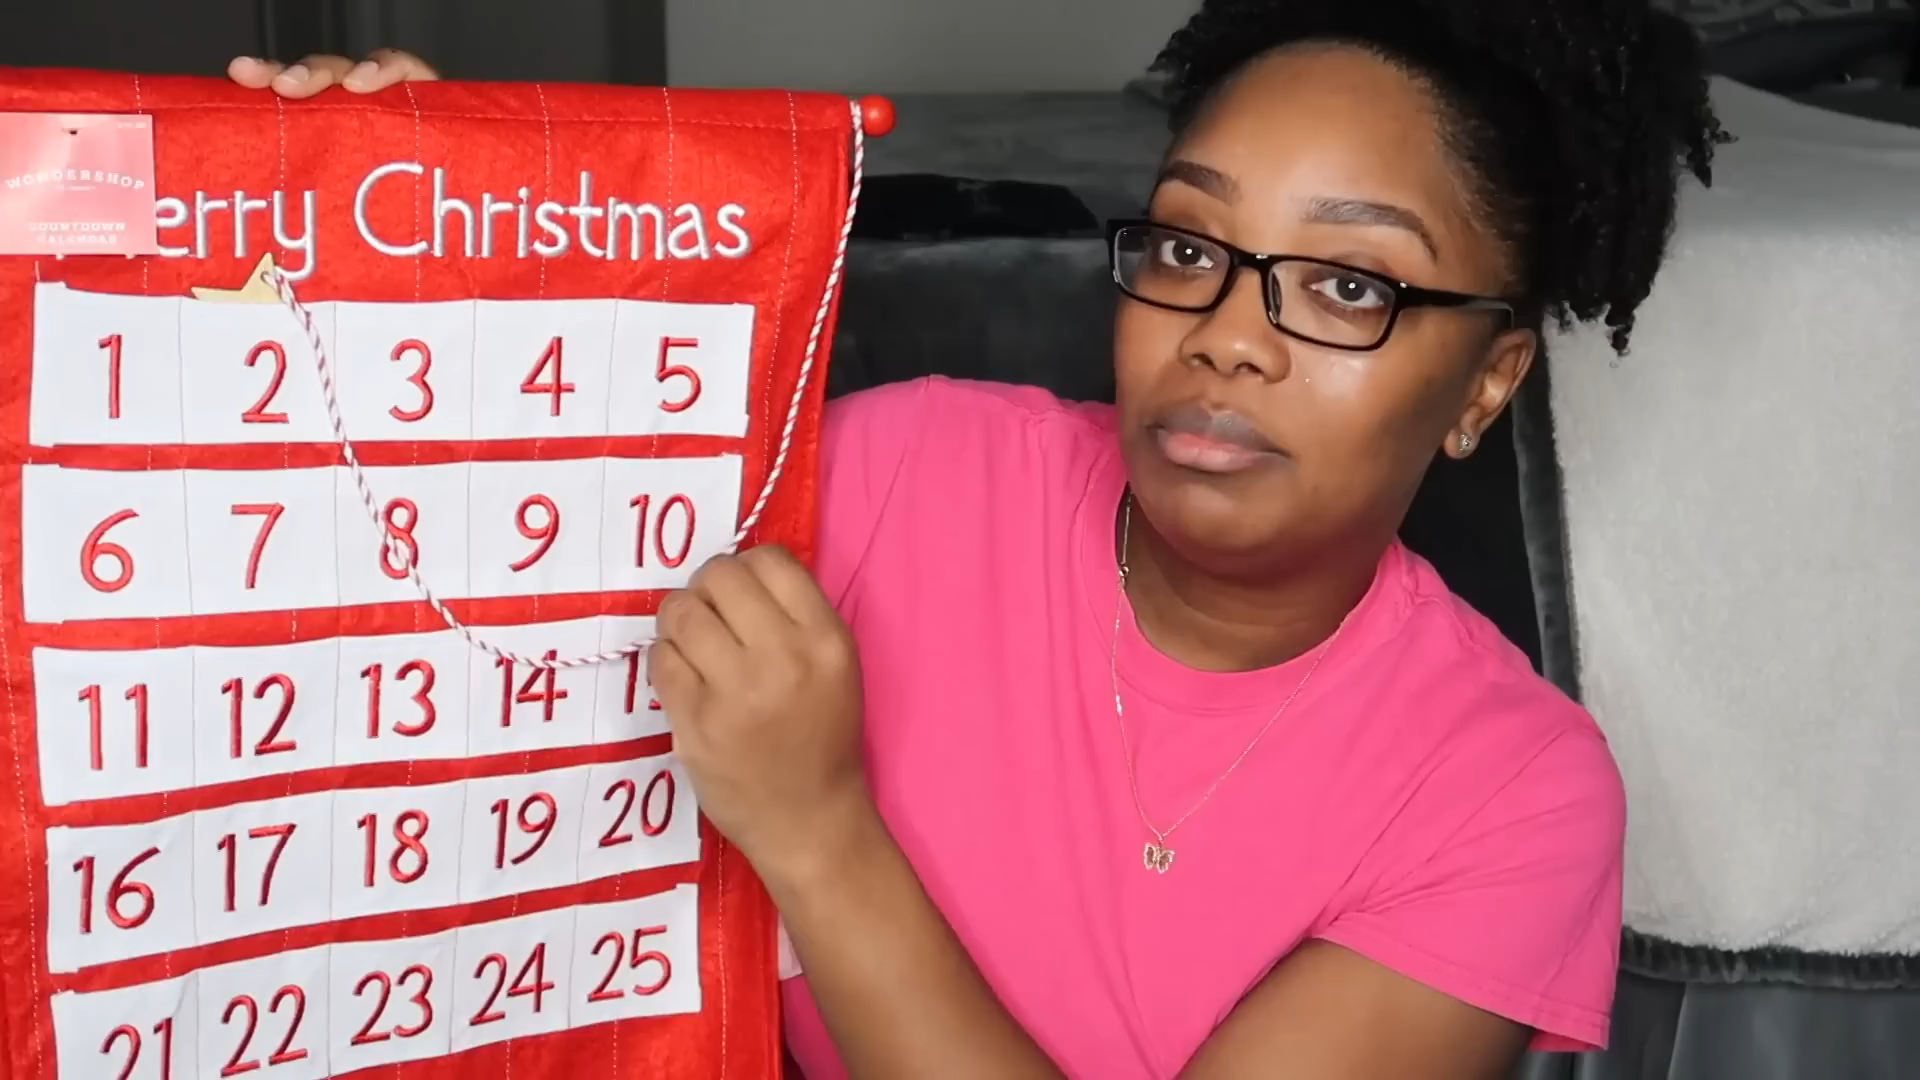 WONDERSHOP
COUNTDOWN
CALENDAR
erry Christmas
1 2 3 4 5
6 7 8 9 10
11 12 13 14 15
16 17 18 19 20
21 22 23 24 25